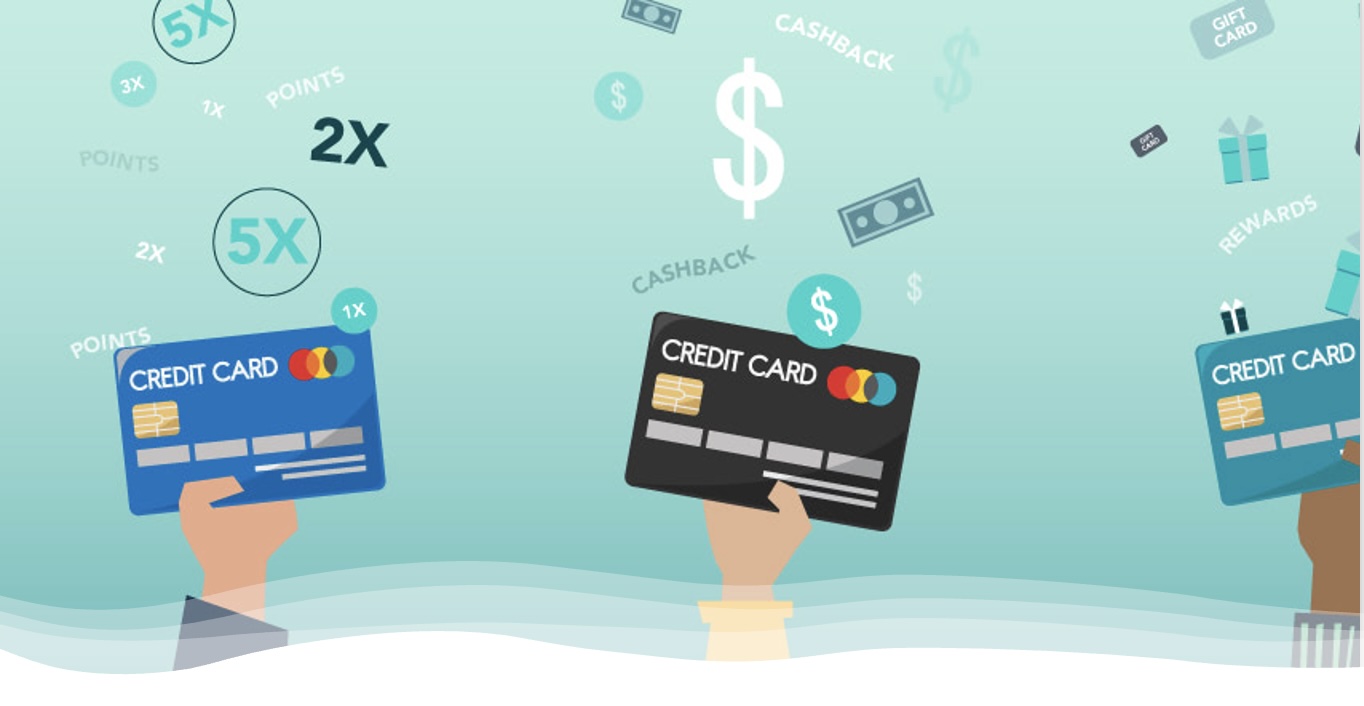 5X
3X
1X
POINTS
2X
POINTS
5X
2X
1X
POINTS
CREDIT CARD
CASHBACK
$
$
$
CASHBACK
$
$
CREDIT CARD
GIFT
CARD
GIFT
CARD
REWARDS
CREDIT CARD